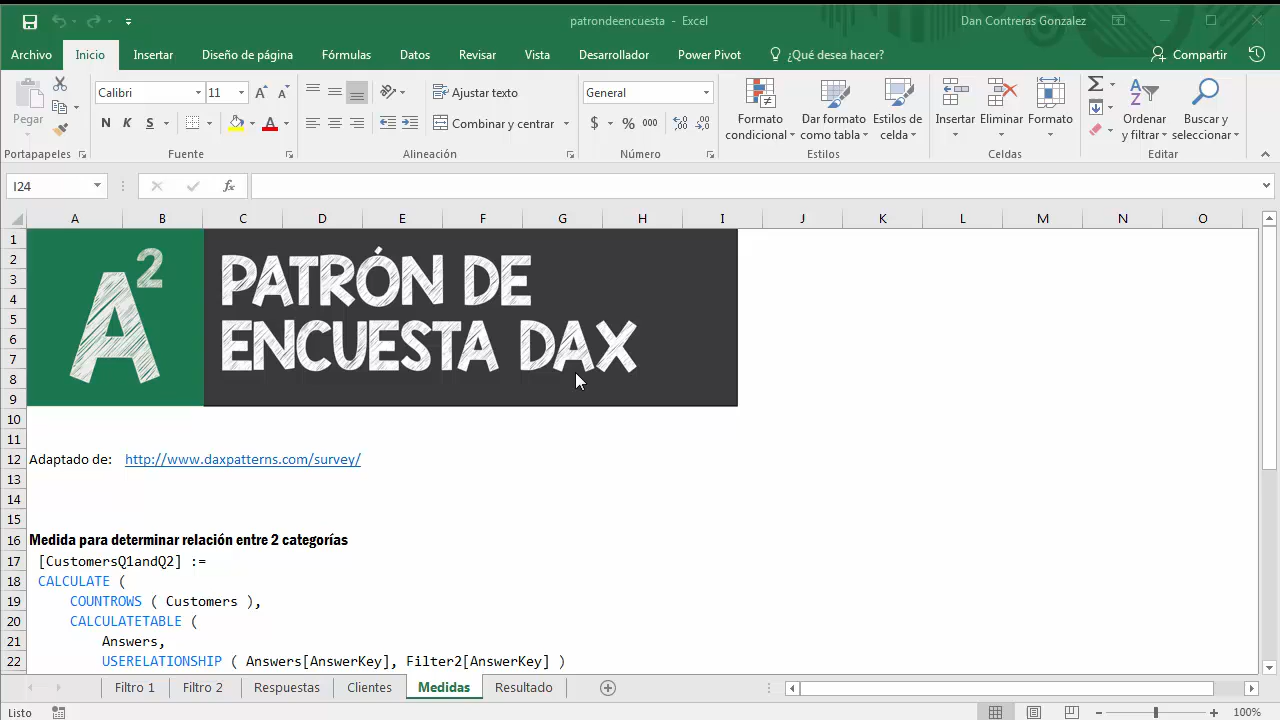 patrondeencuesta - Excel
Dan Contreras Gonzalez
Archivo Inicio Insertar Diseño de página Fórmulas Datos Revisar Vista Desarrollador Power Pivot ¿Qué desea hacer? Compartir
Pegar
Calibri 11
N K S
Ajustar texto
Combinar y centrar
General
$ % 000
Formato condicional
Dar formato como tabla
Estilos de celda
Insertar Eliminar Formato
Ordenar y filtrar
Buscar y seleccionar
Portapapeles Fuente Alineación Número Estilos Celdas Editar
I24 fx
A B C D E F G H I J K L M N O
1
2
3
4
5
6
7
8
9
10
11
12
13
14
15
16
17
18
19
20
21
22
A2
PATRÓN DE
ENCUESTA DAX
Adaptado de: http://www.daxpatterns.com/survey/
Medida para determinar relación entre 2 categorías
[CustomersQ1andQ2] :=
CALCULATE (
COUNTROWS ( Customers ),
CALCULATETABLE (
Answers,
USERELATIONSHIP ( Answers[AnswerKey], Filter2[AnswerKey] )
Filtro 1 Filtro 2 Respuestas Clientes Medidas Resultado
Listo 100%